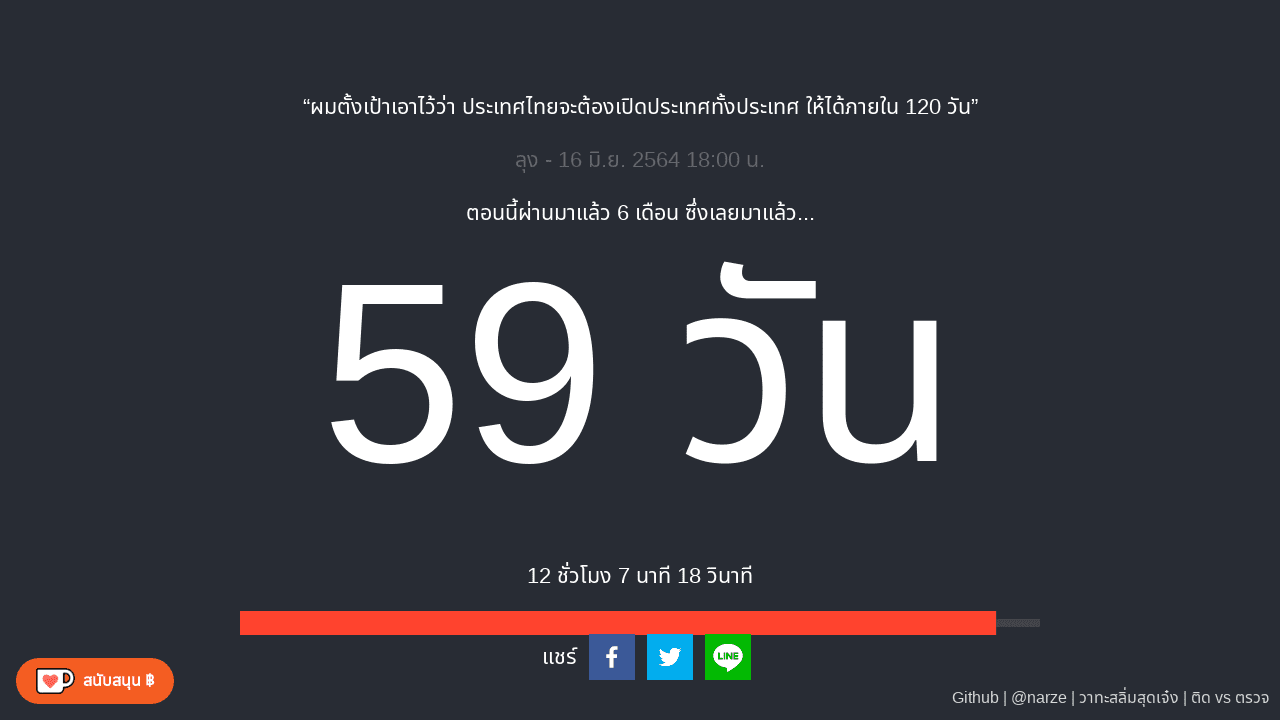 “ผมตั้งเป้าเอาไว้ว่า ประเทศไทยจะต้องเปิดประเทศทั้งประเทศ ให้ได้ภายใน 120 วัน”
ลุง - 16 มิ.ย. 2564 18:00 น.
ตอนนี้ผ่านมาแล้ว 6 เดือน ซึ่งเลยมาแล้ว...
59 วัน
12 ชั่วโมง 7 นาที 18 วินาที
แชร์ LINE
สนับสนุน ฿
Github | @narze | วาทะสลิ่มสุดเจ๋ง | ติด vs ตรวจ